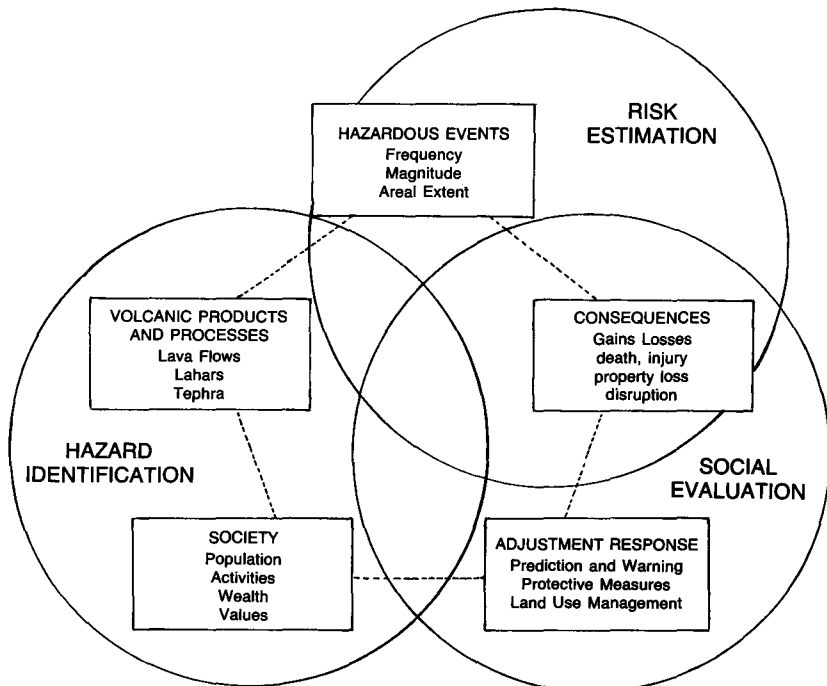 RISK
ESTIMATION
HAZARDOUS EVENTS
Frequency
Magnitude
Areal Extent
VOLCANIC PRODUCTS
AND PROCESSES
Lava Flows
Lahars
Tephra
CONSEQUENCES
Gains Losses
death, injury
property loss
disruption
HAZARD
IDENTIFICATION
SOCIAL
EVALUATION
SOCIETY
Population
Activities
Wealth
Values
ADJUSTMENT RESPONSE
Prediction and Warning
Protective Measures
Land Use Management